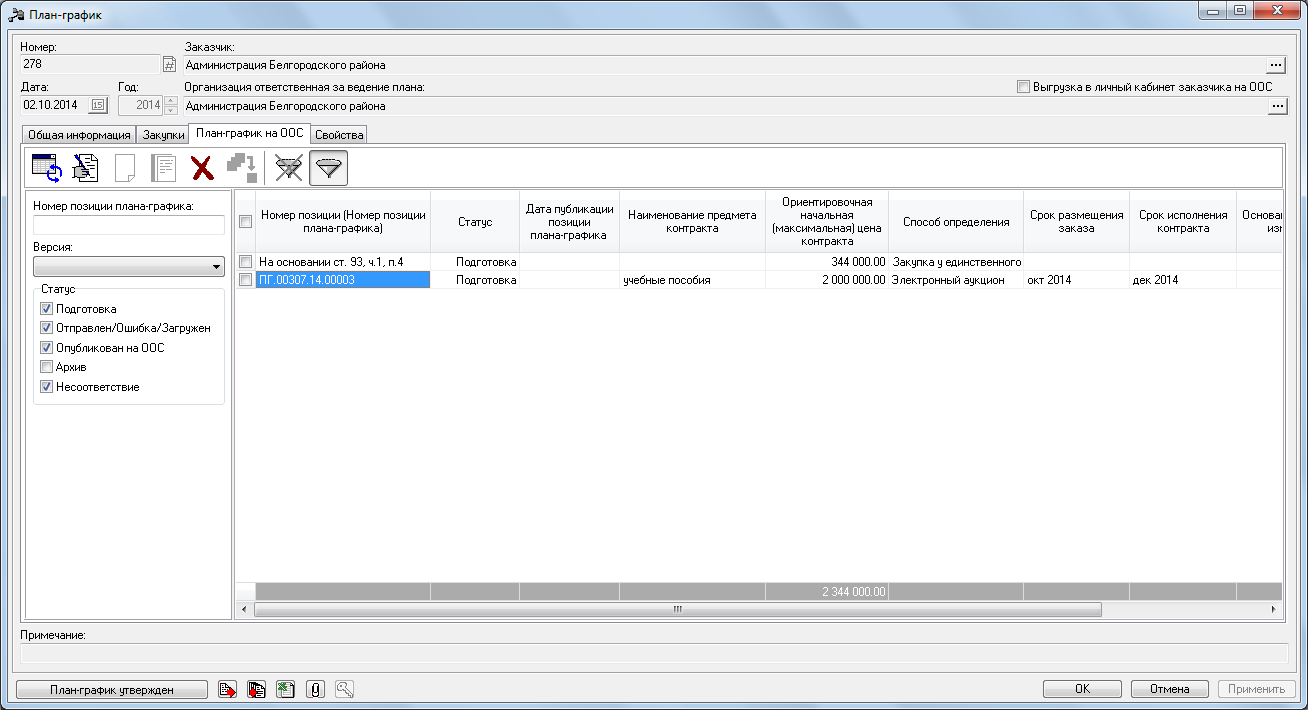 План-график
Номер:
278
Заказчик:
Администрация Белгородского района
Дата:
02.10.2014
15
Год:
2014
Организация ответственная за ведение плана:
Администрация Белгородского района
Выгрузка в личный кабинет заказчика на ООС
Общая информация
Закупки
План-график на ООС
Свойства
Номер позиции плана-графика:
Версия:
Статус
Подготовка
Отправлен/Ошибка/Загружен
Опубликован на ООС
Архив
Несоответствие
Номер позиции (Номер позиции
плана-графика)
Статус
Дата публикации
позиции
плана-графика
Наименование предмета
контракта
Ориентировочная
начальная
(максимальная) цена
контракта
Способ определения
Срок размещения
заказа
Срок исполнения
контракта
Основан
изм
На основании ст. 93, ч.1, п.4 Подготовка 344 000.00 Закупка у единственного
ПГ.00307.14.00003 Подготовка учебные пособия 2 000 000.00 Электронный аукцион окт 2014 дек 2014
2 344 000.00
Примечание:
План-график утвержден
OK
Отмена
Применить